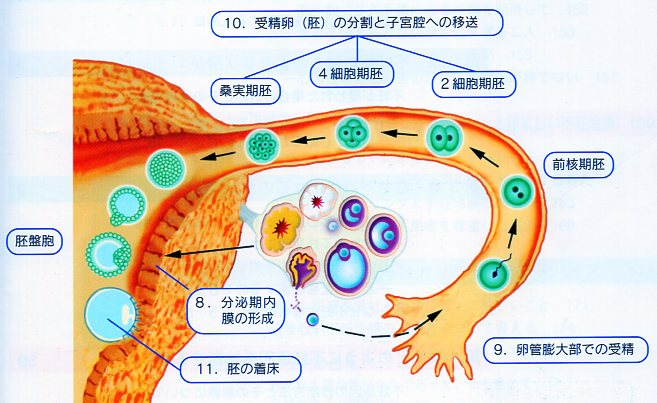 10．受精卵（胚）の分割と子宮腔への移送
桑実期胚
4細胞期胚
2細胞期胚
前核期胚
胚盤胞
8．分泌期内
膜の形成
11．胚の着床
9．卵管膨大部での受精